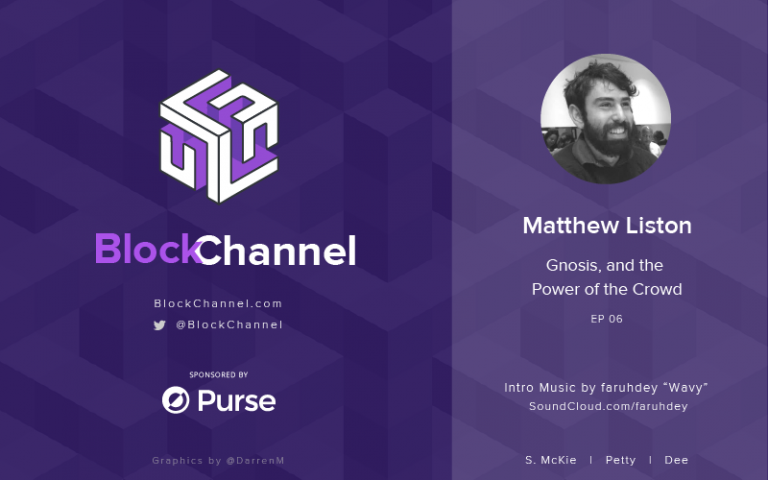 BlockChannel
BlockChannel.com
@BlockChannel
SPONSORED BY
Purse
Graphics by @DarrenM
Matthew Liston
Gnosis, and the
Power of the Crowd
EP 06
Intro Music by faruhdey “Wavy”
SoundCloud.com/faruhdey
S. McKie | Petty | Dee